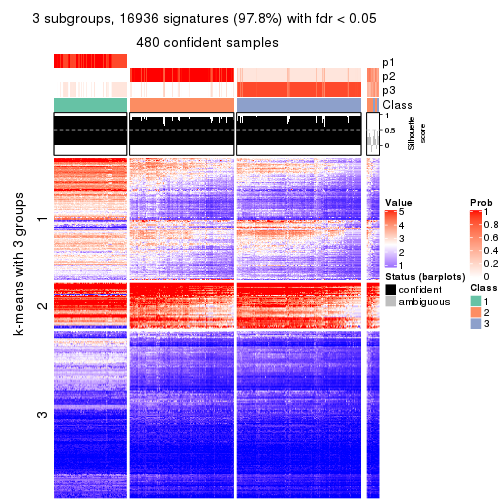 3 subgroups, 16936 signatures (97.8%) with fdr < 0.05
480 confident samples
p1
p2
p3
Class
1
0.5
0
Silhouette
score
k-means with 3 groups
1
2
3
Value
5
4
3
2
1
Status (barplots)
confident
ambiguous
Prob
1
0.8
0.6
0.4
0.2
0
Class
1
2
3